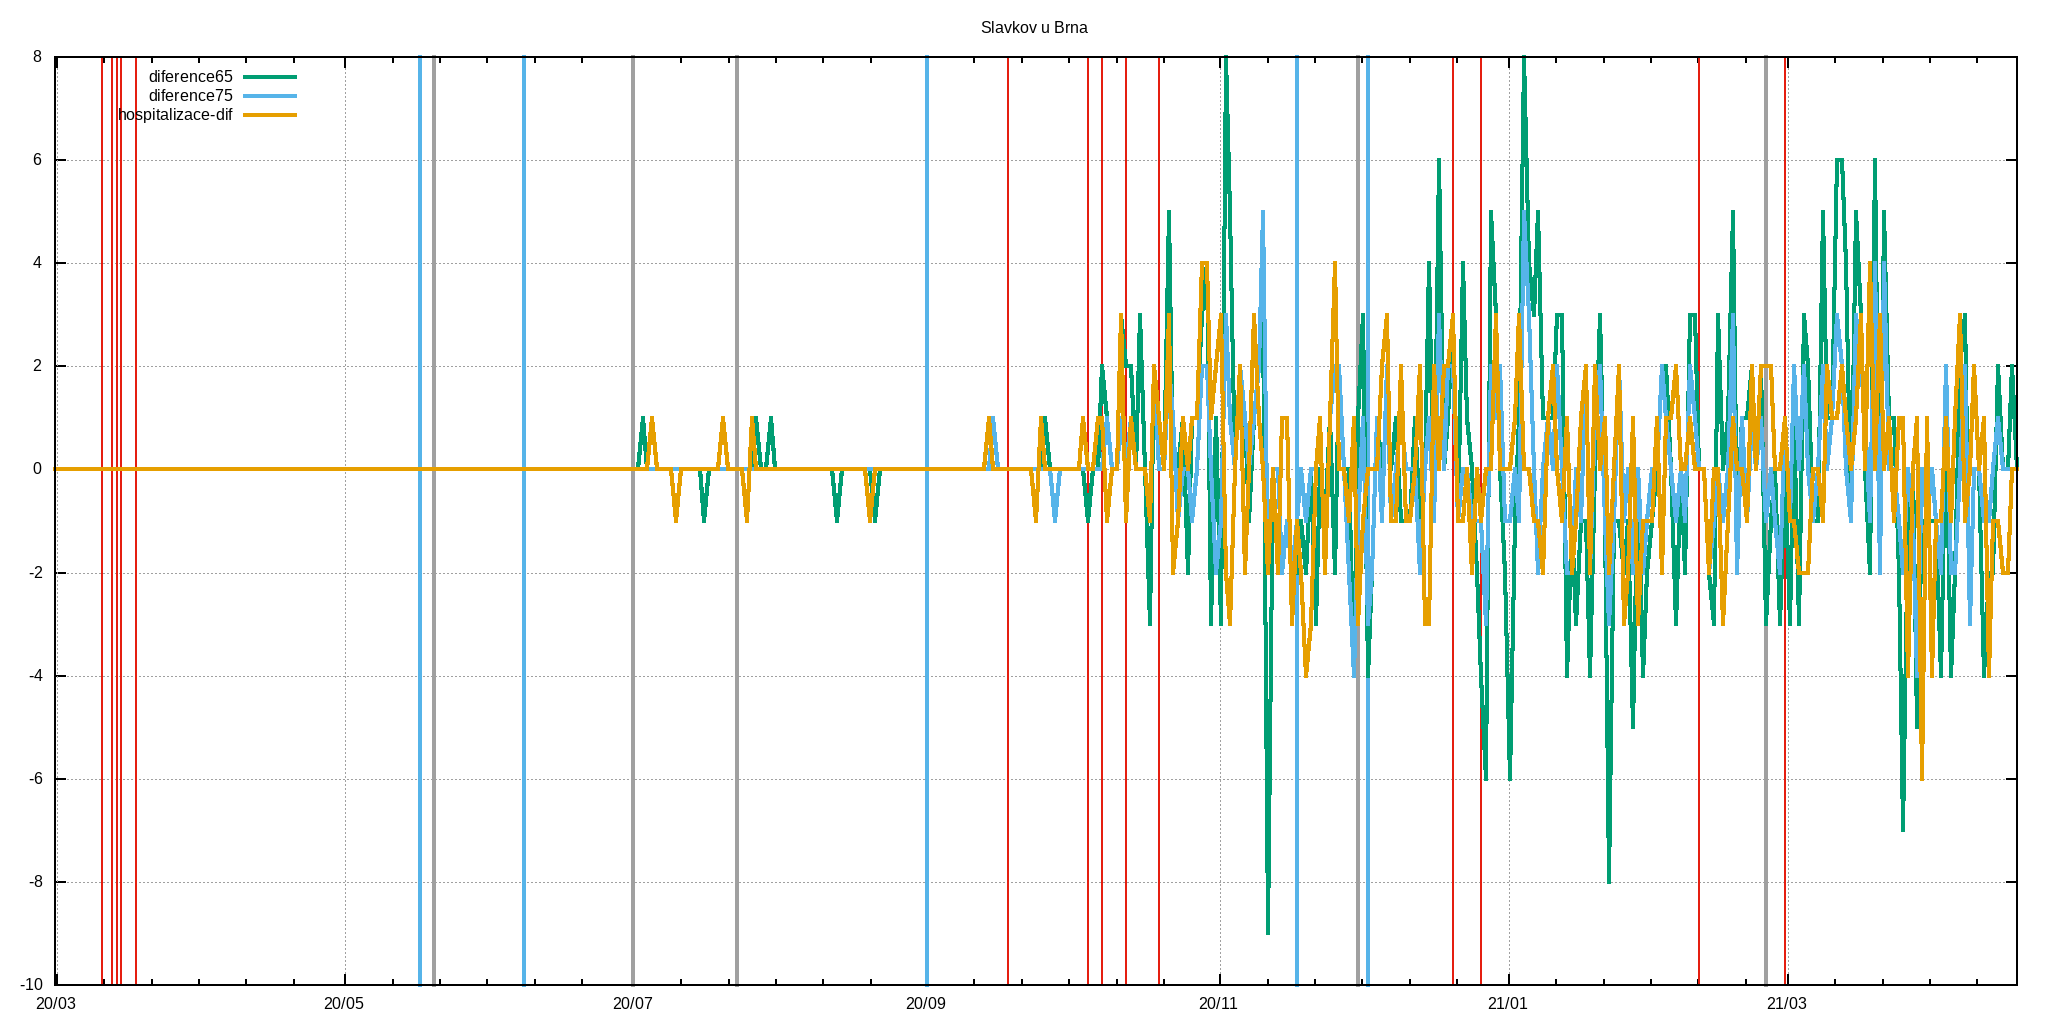 Slavkov u Brna
8
diference65
diference75
hospitalizace-dif
6
4
2
0
-2
-4
-6
-8
-10
20/03 20/05 20/07 20/09 20/11 21/01 21/03